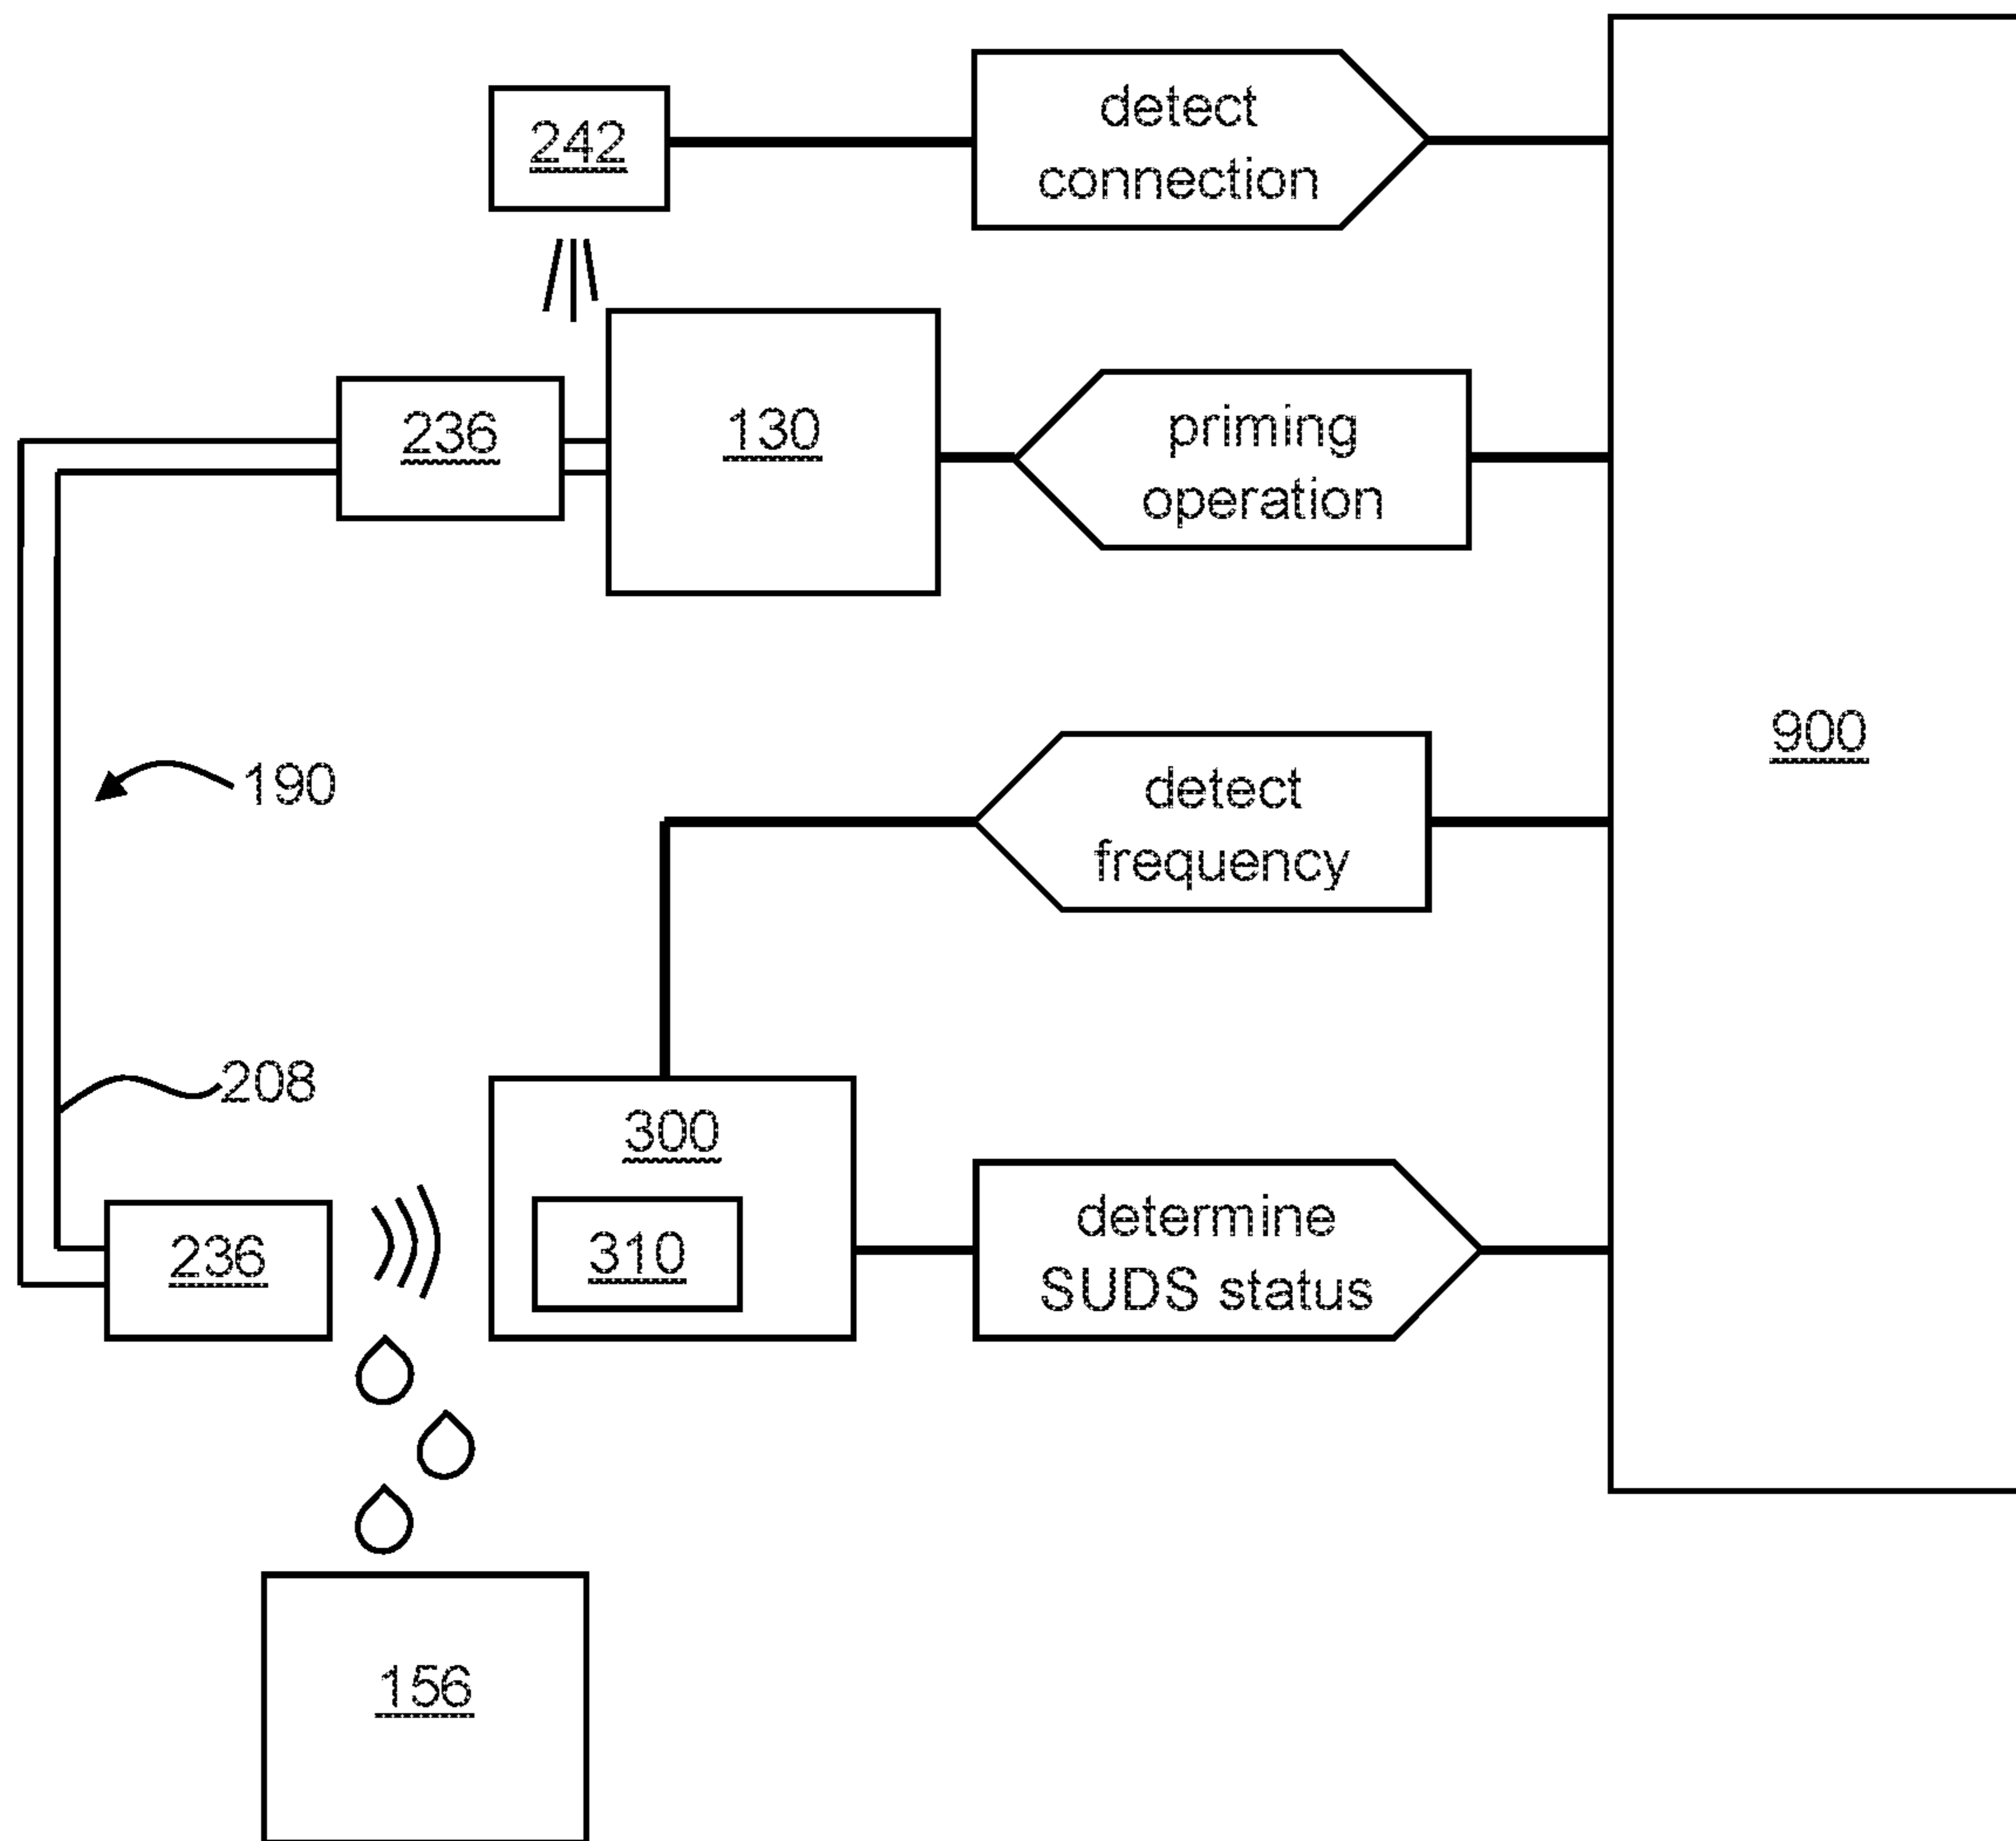 detect
connection
242
236
130
priming
operation
900
190
detect
frequency
208
300
310
236
determine
SUDS status
156